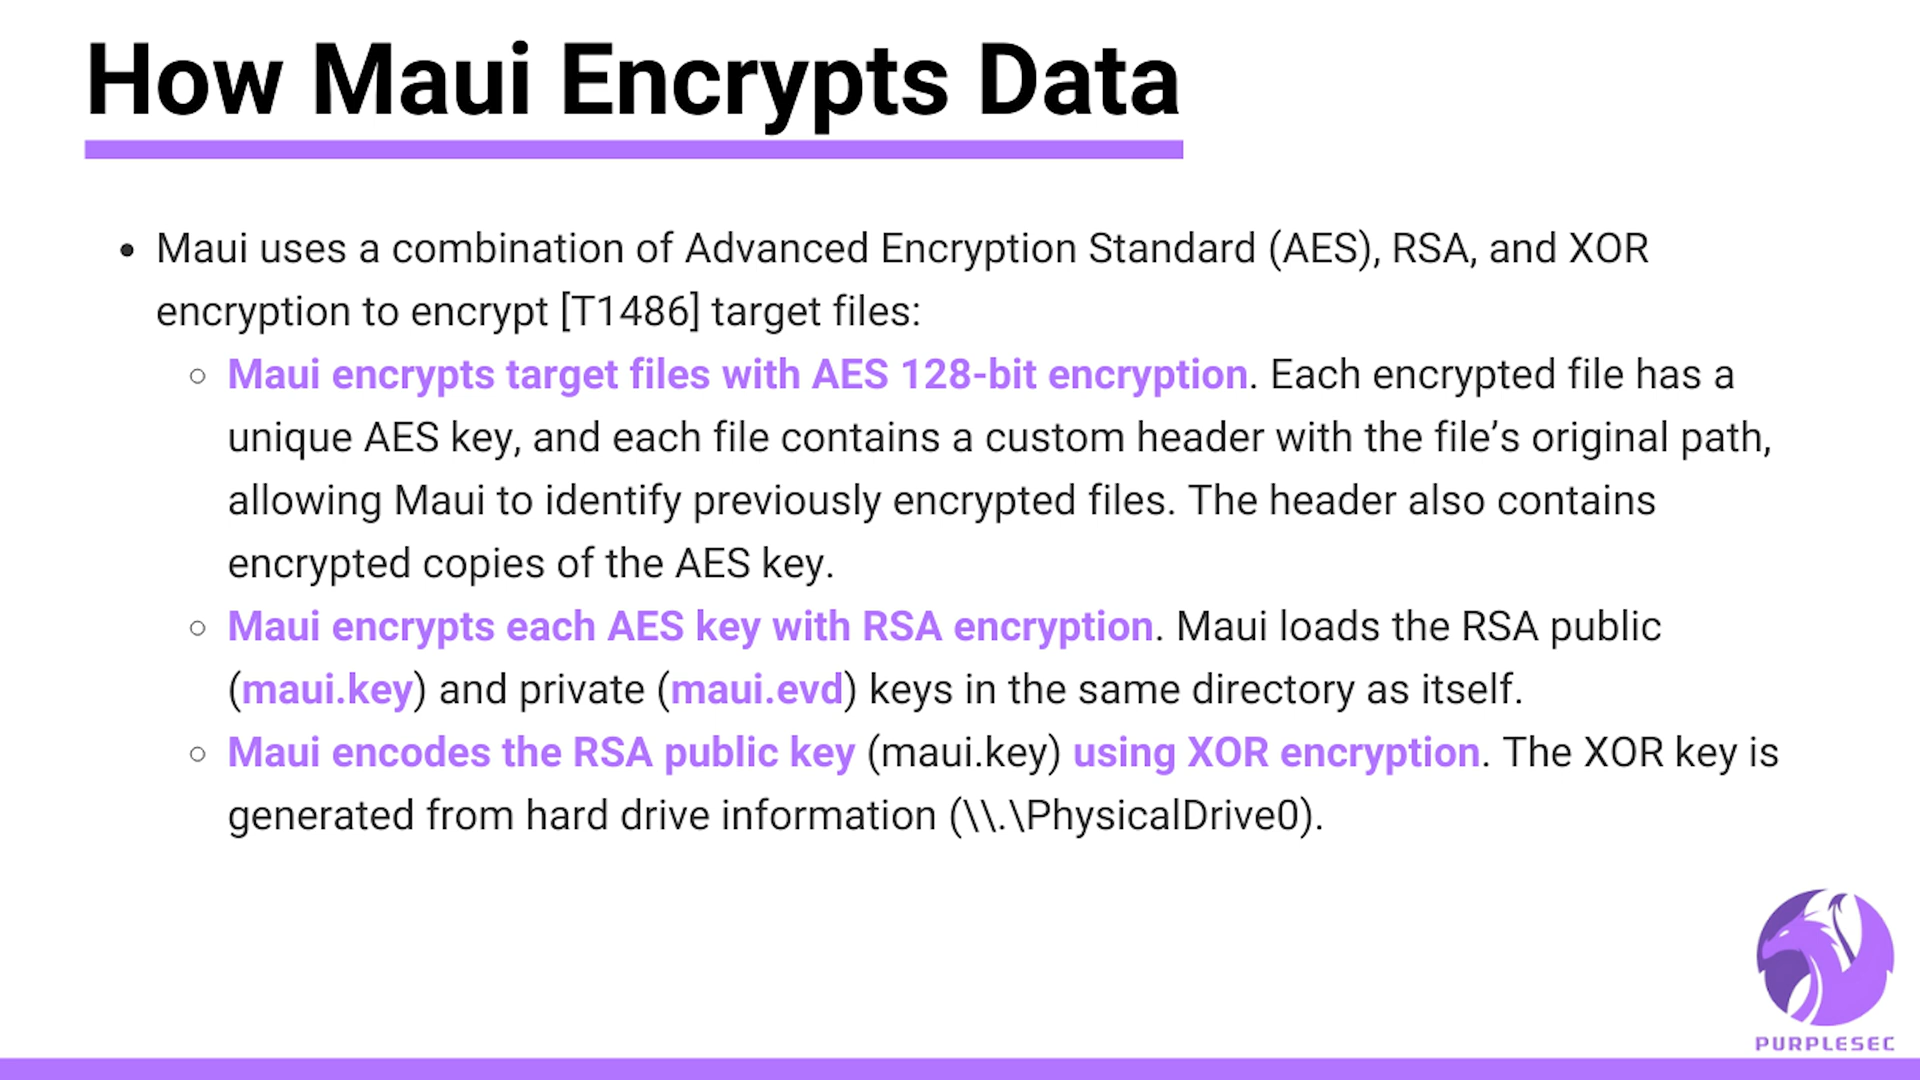 How Maui Encrypts Data
• Maui uses a combination of Advanced Encryption Standard (AES), RSA, and XOR
encryption to encrypt [T1486] target files:
○ Maui encrypts target files with AES 128-bit encryption. Each encrypted file has a
unique AES key, and each file contains a custom header with the file’s original path,
allowing Maui to identify previously encrypted files. The header also contains
encrypted copies of the AES key.
○ Maui encrypts each AES key with RSA encryption. Maui loads the RSA public
(maui.key) and private (maui.evd) keys in the same directory as itself.
○ Maui encodes the RSA public key (maui.key) using XOR encryption. The XOR key is
generated from hard drive information (\\.\PhysicalDrive0).
PURPLESEC